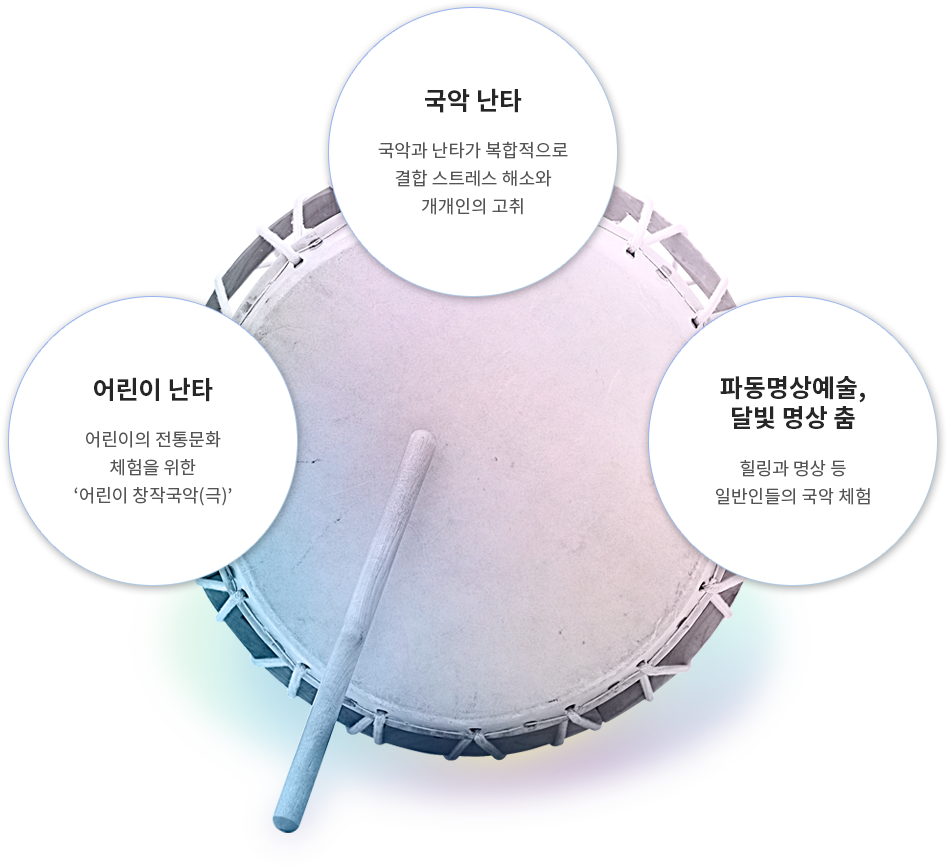 국악 난타
국악과 난타가 복합적으로
결합 스트레스 해소와
개개인의 고취
어린이 난타
어린이의 전통문화
체험을 위한
‘어린이 창작국악(극)’
파동명상예술,
달빛 명상 춤
힐링과 명상 등
일반인들의 국악 체험